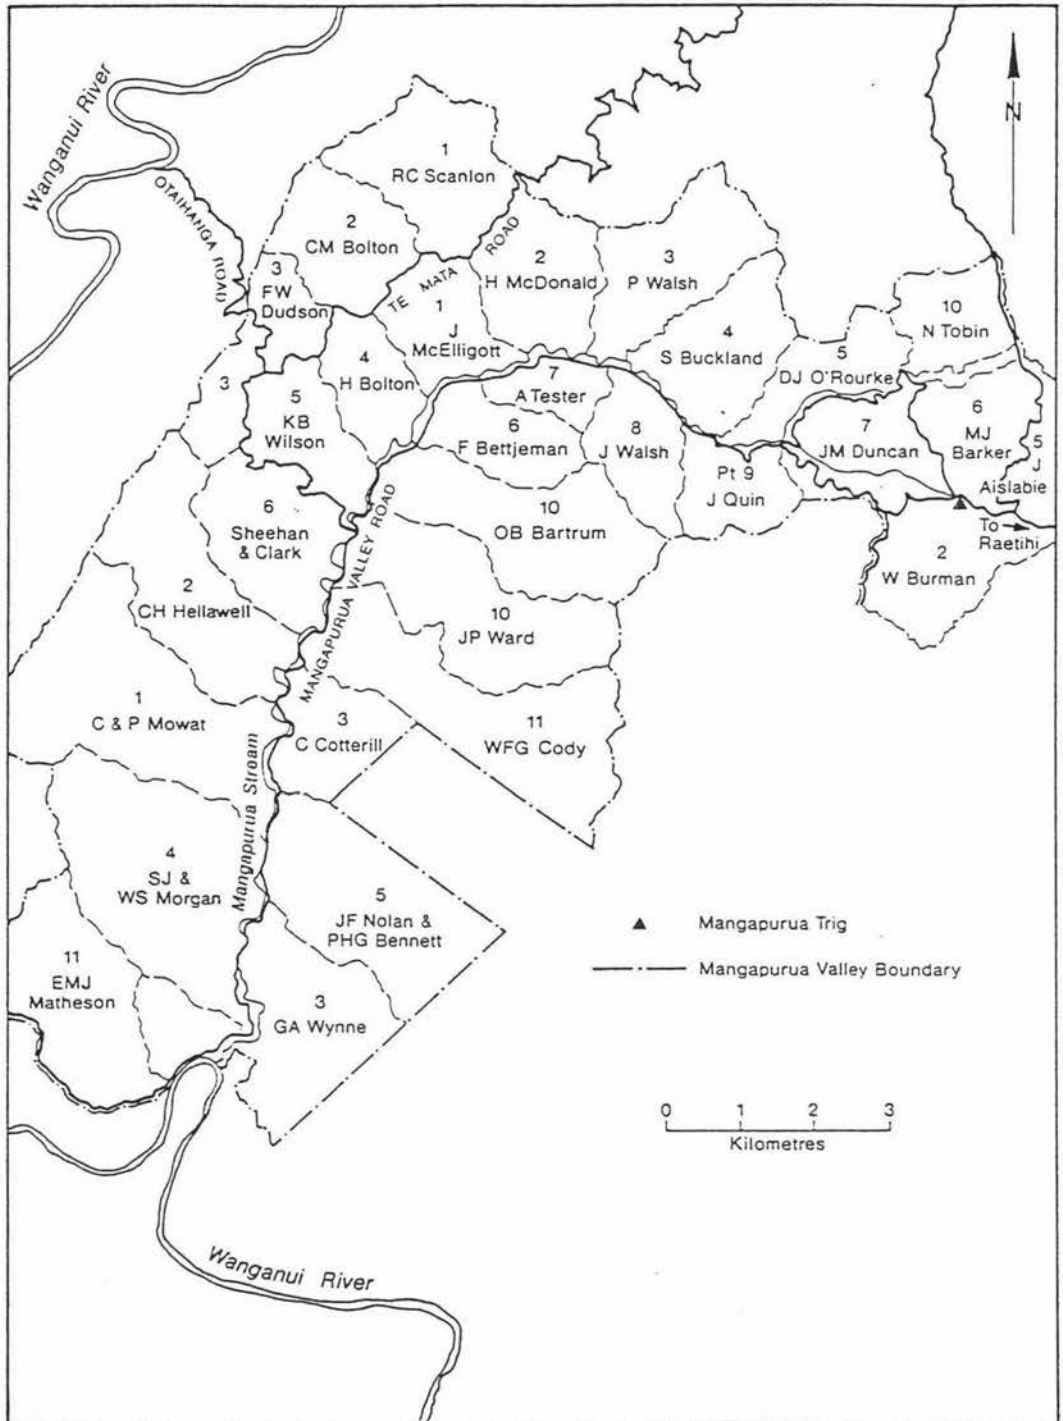 Wanganui River
N
OTAIHANGA ROAD
1
RC Scanlon
2
CM Bolton
TE MATA ROAD
2
H McDonald
3
P Walsh
3
FW
Dudson
1
J
McElligott
4
S Buckland
10
N Tobin
5
DJ O'Rourke
4
H Bolton
3
5
KB
Wilson
7
A Tester
6
F Bettjeman
8
J Walsh
Pt 9
J Quin
7
JM Duncan
6
MJ
Barker
5
J
Aislabie
To
Raetihi
6
Sheehan
& Clark
MANGAPURUA VALLEY ROAD
10
OB Bartrum
2
W Burman
2
CH Hellawell
10
JP Ward
1
C & P Mowat
3
C Cotterill
11
WFG Cody
Mangapurua Stream
4
SJ &
WS Morgan
5
JF Nolan &
PHG Bennett
11
EMJ
Matheson
3
GA Wynne
Mangapurua Trig
Mangapurua Valley Boundary
0 1 2 3
Kilometres
Wanganui River